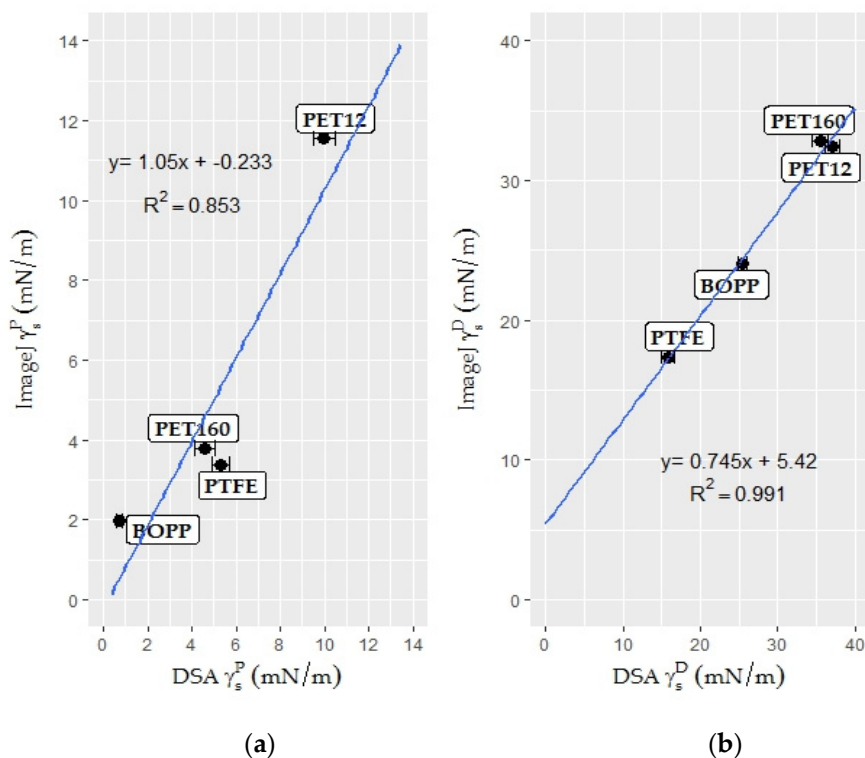 14
12
10
8
6
4
2
0
ImageJ γₛᴾ (mN/m)
PET12
y= 1.05x + -0.233
R² = 0.853
PET160
PTFE
BOPP
0 2 4 6 8 10 12 14
DSA γₛᴾ (mN/m)
(a)
40
30
20
10
0
ImageJ γₛᴰ (mN/m)
PET160
PET12
BOPP
PTFE
y= 0.745x + 5.42
R² = 0.991
0 10 20 30 40
DSA γₛᴰ (mN/m)
(b)